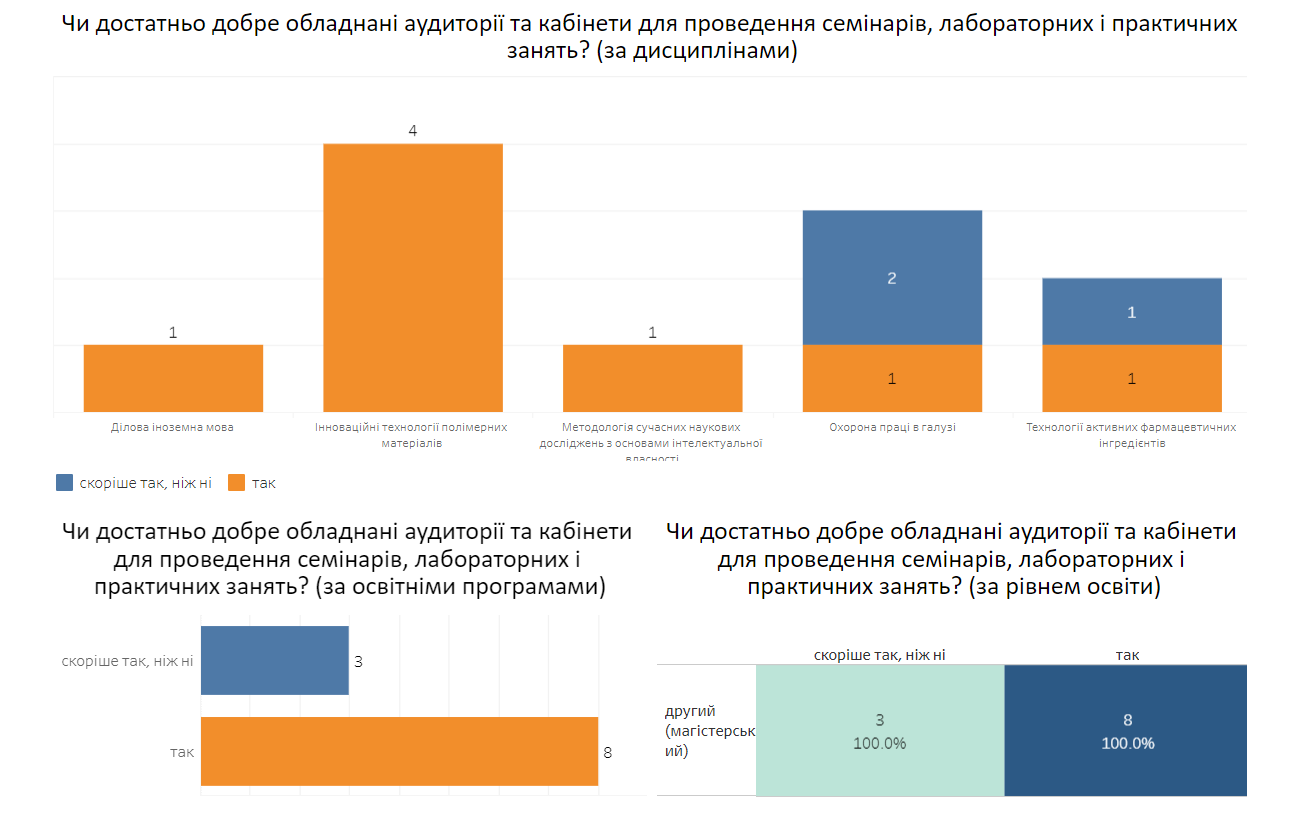 Чи достатньо добре обладнані аудиторії та кабінети для проведення семінарів, лабораторних і практичних
занять? (за дисциплінами)
4
1
1
2
1
1
1
Ділова іноземна мова
Інноваційні технології полімерних
матеріалів
Методологія сучасних наукових
досліджень з основами інтелектуальної
власності
Охорона праці в галузі
Технології активних фармацевтичних
інгредієнтів
скоріше так, ніж ні
так
Чи достатньо добре обладнані аудиторії та кабінети
для проведення семінарів, лабораторних і
практичних занять? (за освітніми програмами)
скоріше так, ніж ні
3
так
8
Чи достатньо добре обладнані аудиторії та кабінети
для проведення семінарів, лабораторних і
практичних занять? (за рівнем освіти)
скоріше так, ніж ні
так
другий
(магістерськ
ий)
3
100.0%
8
100.0%